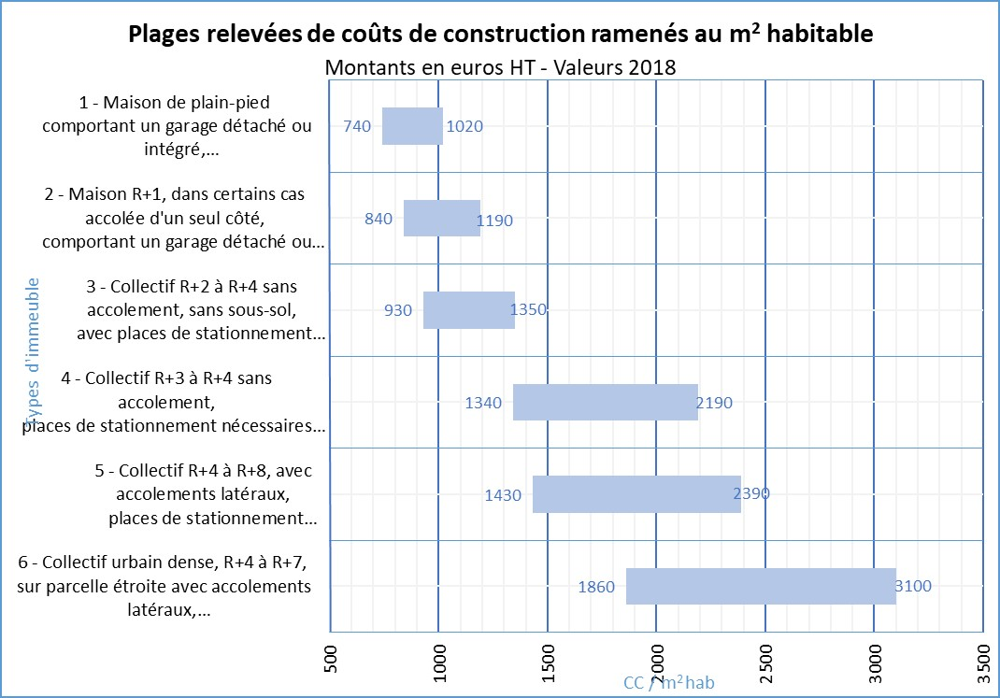 Plages relevées de coûts de construction ramenés au m² habitable
Montants en euros HT - Valeurs 2018
1 - Maison de plain-pied
comportant un garage détaché ou
intégré,...
740
1020
2 - Maison R+1, dans certains cas
accolée d'un seul côté,
comportant un garage détaché ou...
840
1190
3 - Collectif R+2 à R+4 sans
accolement, sans sous-sol,
avec places de stationnement...
930
1350
4 - Collectif R+3 à R+4 sans
accolement,
places de stationnement nécessaires...
1340
2190
5 - Collectif R+4 à R+8, avec
accolements latéraux,
places de stationnement...
1430
2390
6 - Collectif urbain dense, R+4 à R+7,
sur parcelle étroite avec accolements
latéraux,...
1860
3100
Types d'immeuble
500
1000
1500
2000
2500
3000
3500
CC / m² hab